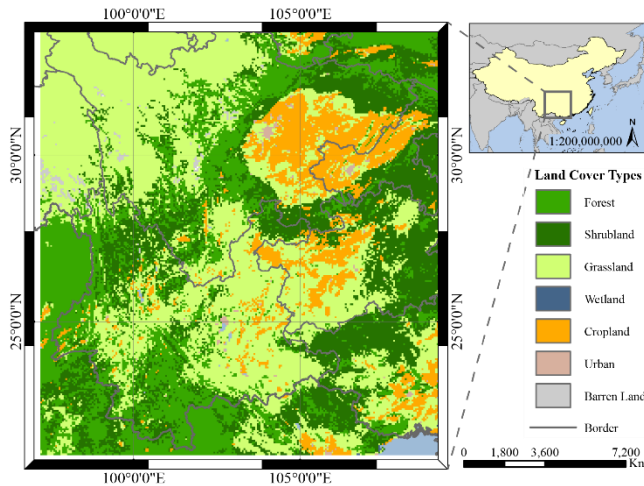 100°0'0"E 105°0'0"E
30°0'0"N
25°0'0"N
30°0'0"N
25°0'0"N
100°0'0"E 105°0'0"E
N
1:200,000,000
Land Cover Types
Forest
Shrubland
Grassland
Wetland
Cropland
Urban
Barren Land
Border
0 1,800 3,600 7,200
Km